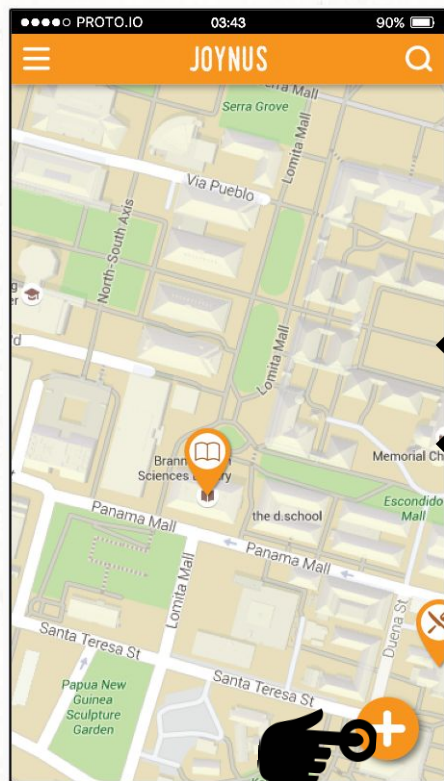 PROTO.IO 03:43 90%
JOYNUS
Mall
Serra Grove
Lomita Mall
Via Pueblo
North-South Axis
Lomita Mall
Sciences
Memorial
Panama Mall
the d.school
Escondido
Mall
Panama Mall
Lomita Mall
Duena St
Santa Teresa St
Santa Teresa St
Papua New
Guinea
Sculpture
Garden